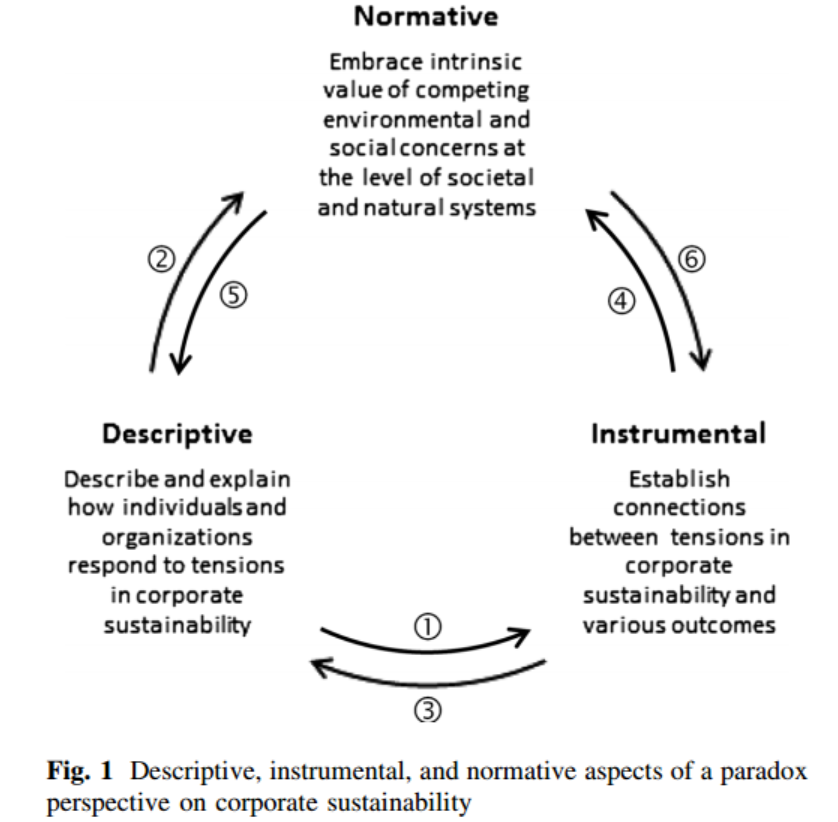 Normative
Embrace intrinsic
value of competing
environmental and
social concerns at
the level of societal
and natural systems
②
⑤
⑥
④
Descriptive
Describe and explain
how individuals and
organizations
respond to tensions
in corporate
sustainability
Instrumental
Establish
connections
between tensions in
corporate
sustainability and
various outcomes
①
③
Fig. 1 Descriptive, instrumental, and normative aspects of a paradox
perspective on corporate sustainability